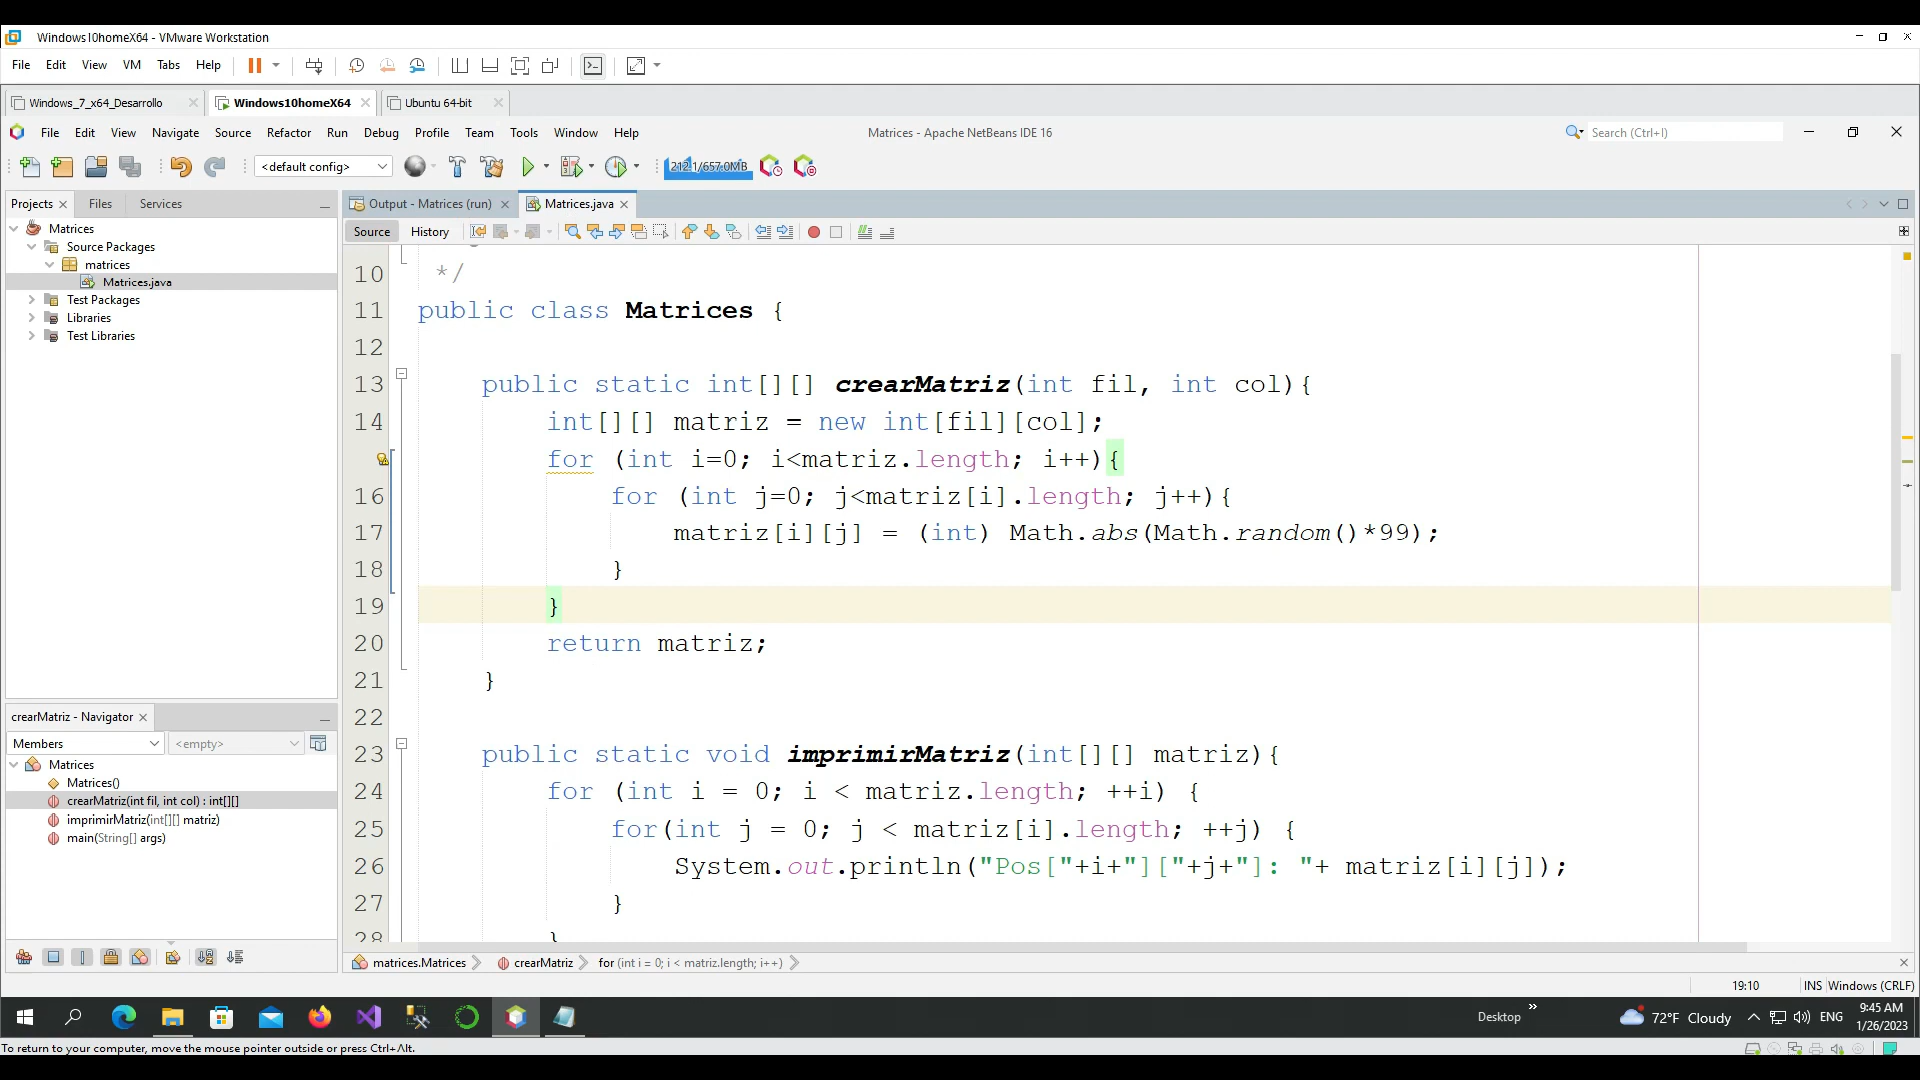 Windows10homeX64 - VMware Workstation
File Edit View VM Tabs Help
Windows_7_x64_Desarrollo Windows10homeX64 Ubuntu 64-bit
File Edit View Navigate Source Refactor Run Debug Profile Team Tools Window Help Matrices - Apache NetBeans IDE 16 Search (Ctrl+I)
<default config> 212.1/657.0MB
Projects Files Services Output - Matrices (run) Matrices.java
Source History
Matrices
Source Packages
matrices
Matrices.java
Test Packages
Libraries
Test Libraries
10 */
11 public class Matrices {
12
13 public static int[][] crearMatriz(int fil, int col){
14 int[][] matriz = new int[fil][col];
for (int i=0; i<matriz.length; i++){
16 for (int j=0; j<matriz[i].length; j++){
17 matriz[i][j] = (int) Math.abs(Math.random()*99);
18 }
19 }
20 return matriz;
21 }
22
23 public static void imprimirMatriz(int[][] matriz){
24 for (int i = 0; i < matriz.length; ++i) {
25 for(int j = 0; j < matriz[i].length; ++j) {
26 System.out.println("Pos["+i+"]["+j+"]: "+ matriz[i][j]);
27 }
28 }
crearMatriz - Navigator
Members <empty>
Matrices
Matrices()
crearMatriz(int fil, int col) : int[][]
imprimirMatriz(int[][] matriz)
main(String[] args)
matrices.Matrices crearMatriz for (int i = 0; i < matriz.length; i++)
19:10 INS Windows (CRLF)
Desktop 72°F Cloudy ENG 9:45 AM
1/26/2023
To return to your computer, move the mouse pointer outside or press Ctrl+Alt.